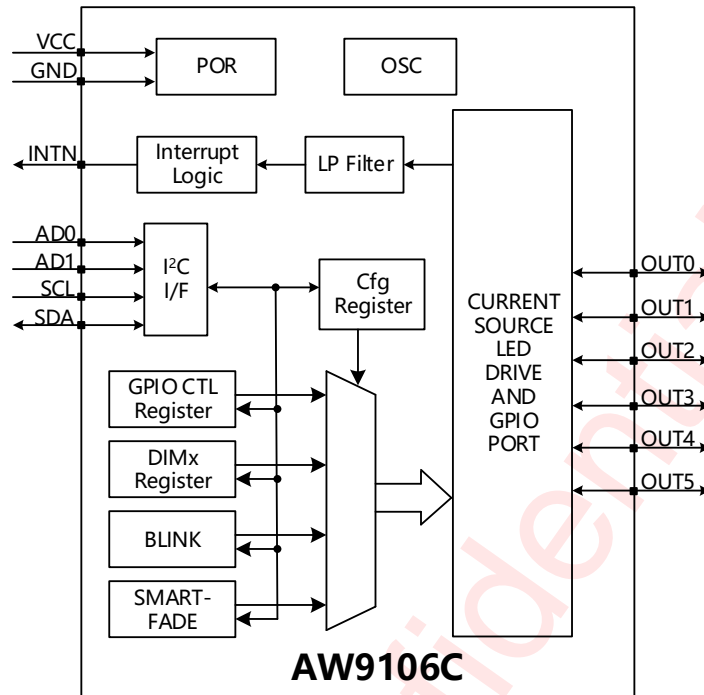 VCC
GND
POR
OSC
INTN
Interrupt
Logic
LP Filter
AD0
AD1
SCL
SDA
I²C
I/F
Cfg
Register
CURRENT
SOURCE
LED
DRIVE
AND
GPIO
PORT
OUT0
OUT1
OUT2
OUT3
OUT4
OUT5
GPIO CTL
Register
DIMx
Register
BLINK
SMART-
FADE
AW9106C